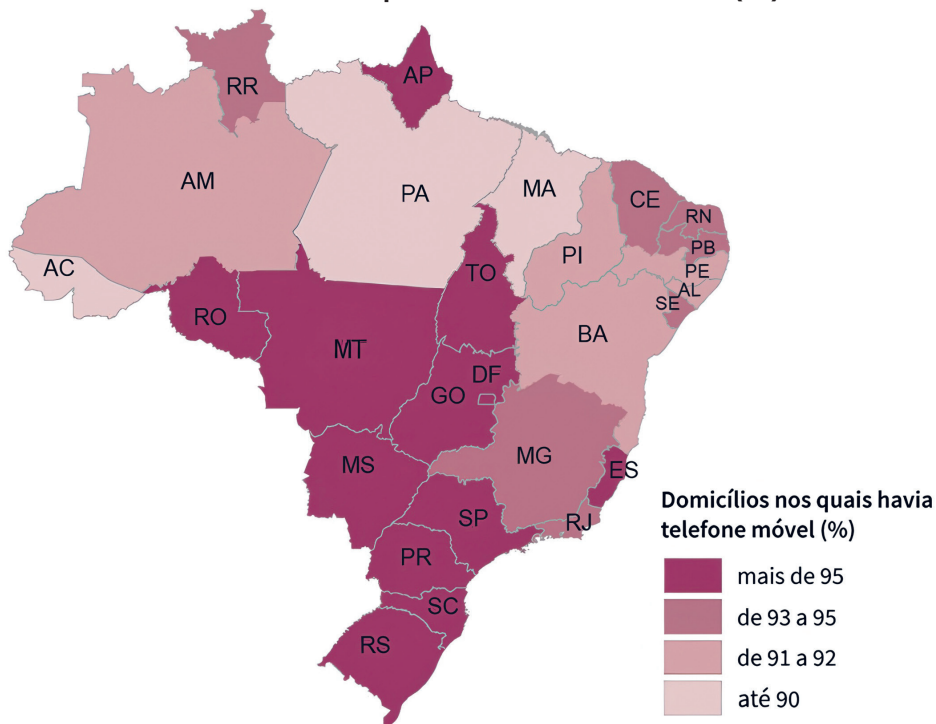 (%)
RR
AP
AM
PA
MA
CE
RN
PB
PI
PE
AC
AL
TO
SE
RO
BA
MT
DF
GO
MG
MS
ES
SP
RJ
PR
SC
RS
Domicílios nos quais havia
telefone móvel (%)
mais de 95
de 93 a 95
de 91 a 92
até 90